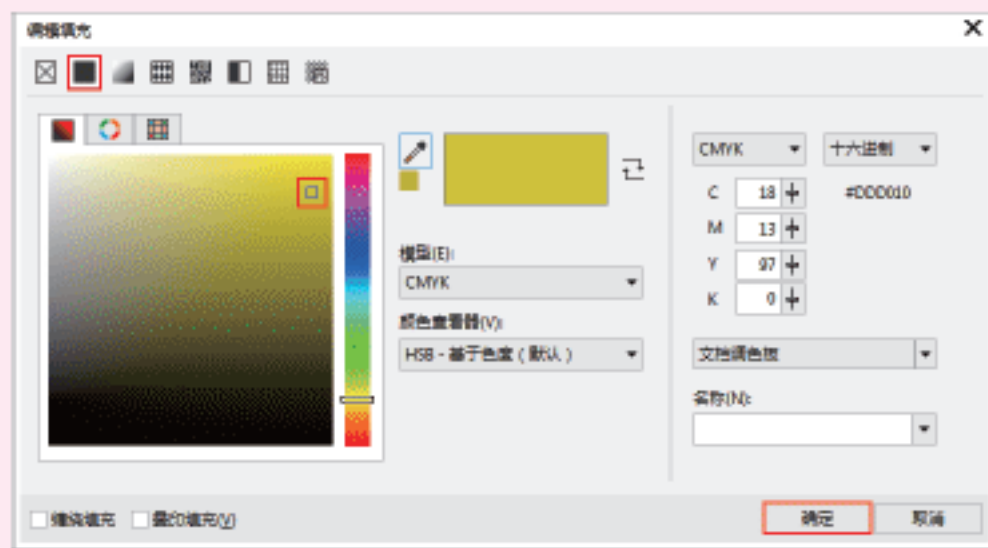 编辑填充
CMYK
十六进制
C 18
#DDD010
M 13
Y 97
K 0
模型(E):
CMYK
颜色查看器(V):
HSB - 基于色度(默认)
文档调色板
名称(N):
缠绕填充
叠印填充(V)
确定
取消